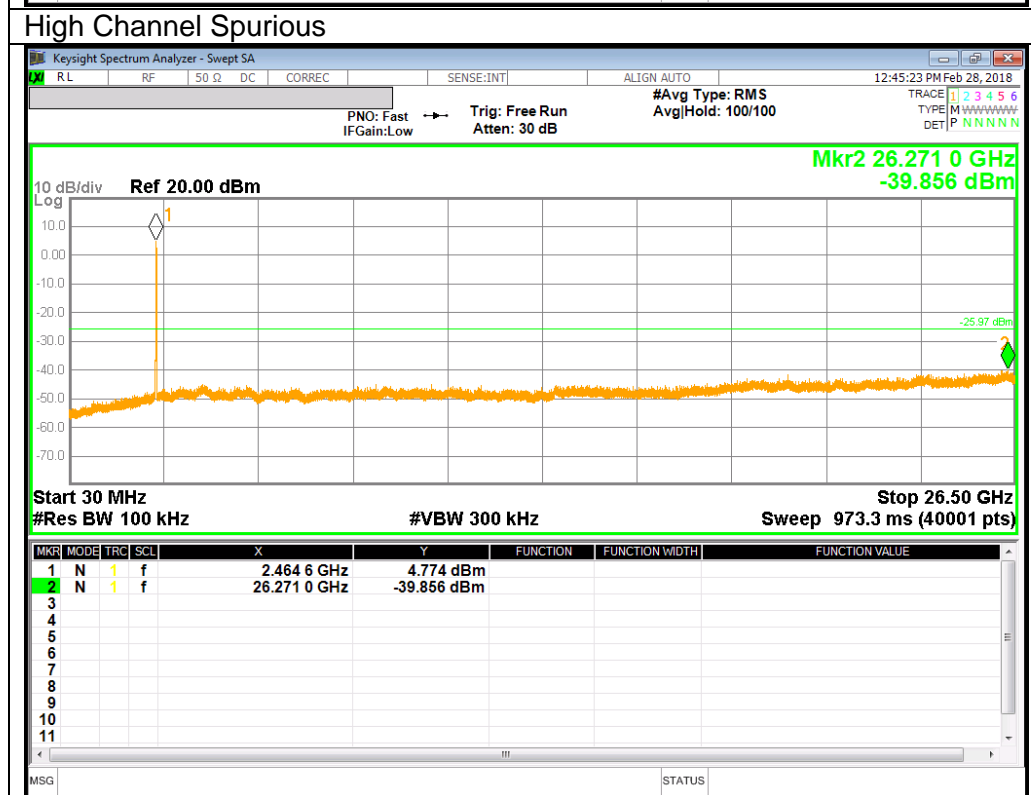 High Channel Spurious
Keysight Spectrum Analyzer - Swept SA
LXI RL RF 50 Ω DC CORREC SENSE:INT ALIGN AUTO 12:45:23 PM Feb 28, 2018
PNO: Fast Trig: Free Run #Avg Type: RMS TRACE 1 2 3 4 5 6
IFGain:Low Atten: 30 dB Avg|Hold: 100/100 TYPE M WWWWW
DET P N N N N N
Mkr2 26.271 0 GHz
-39.856 dBm
10 dB/div Ref 20.00 dBm
Log
10.0
0.00
-10.0
-20.0
-30.0
-40.0
-50.0
-60.0
-70.0
1
-25.97 dBm
2
Start 30 MHz Stop 26.50 GHz
#Res BW 100 kHz #VBW 300 kHz Sweep 973.3 ms (40001 pts)
MKR MODE TRC SCL X Y FUNCTION FUNCTION WIDTH FUNCTION VALUE
1 N 1 f 2.464 6 GHz 4.774 dBm
2 N 1 f 26.271 0 GHz -39.856 dBm
3
4
5
6
7
8
9
10
11
MSG STATUS